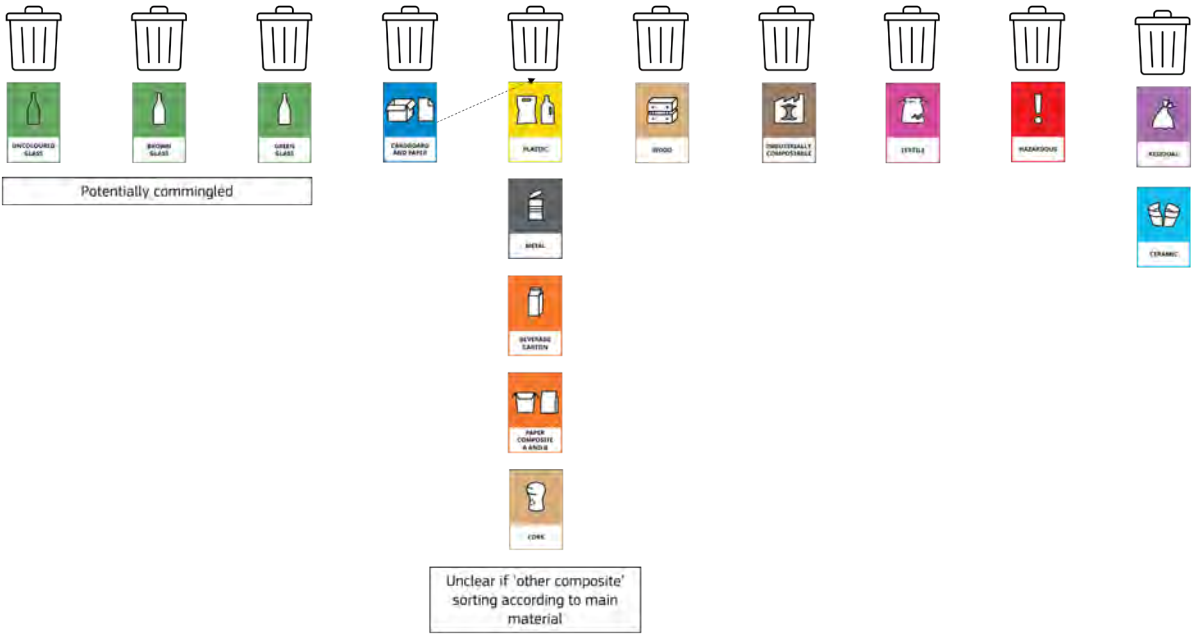 UNCOLOURED
GLASS
BROWN
GLASS
GREEN
GLASS
CARDBOARD
AND PAPER
PLASTIC
WOOD
INDUSTRIALLY
COMPOSTABLE
TEXTILE
HAZARDOUS
RESIDUAL
Potentially commingled
METAL
CERAMIC
BEVERAGE
CARTON
PAPER
COMPOSITE
A AND B
CORK
Unclear if 'other composite'
sorting according to main
material